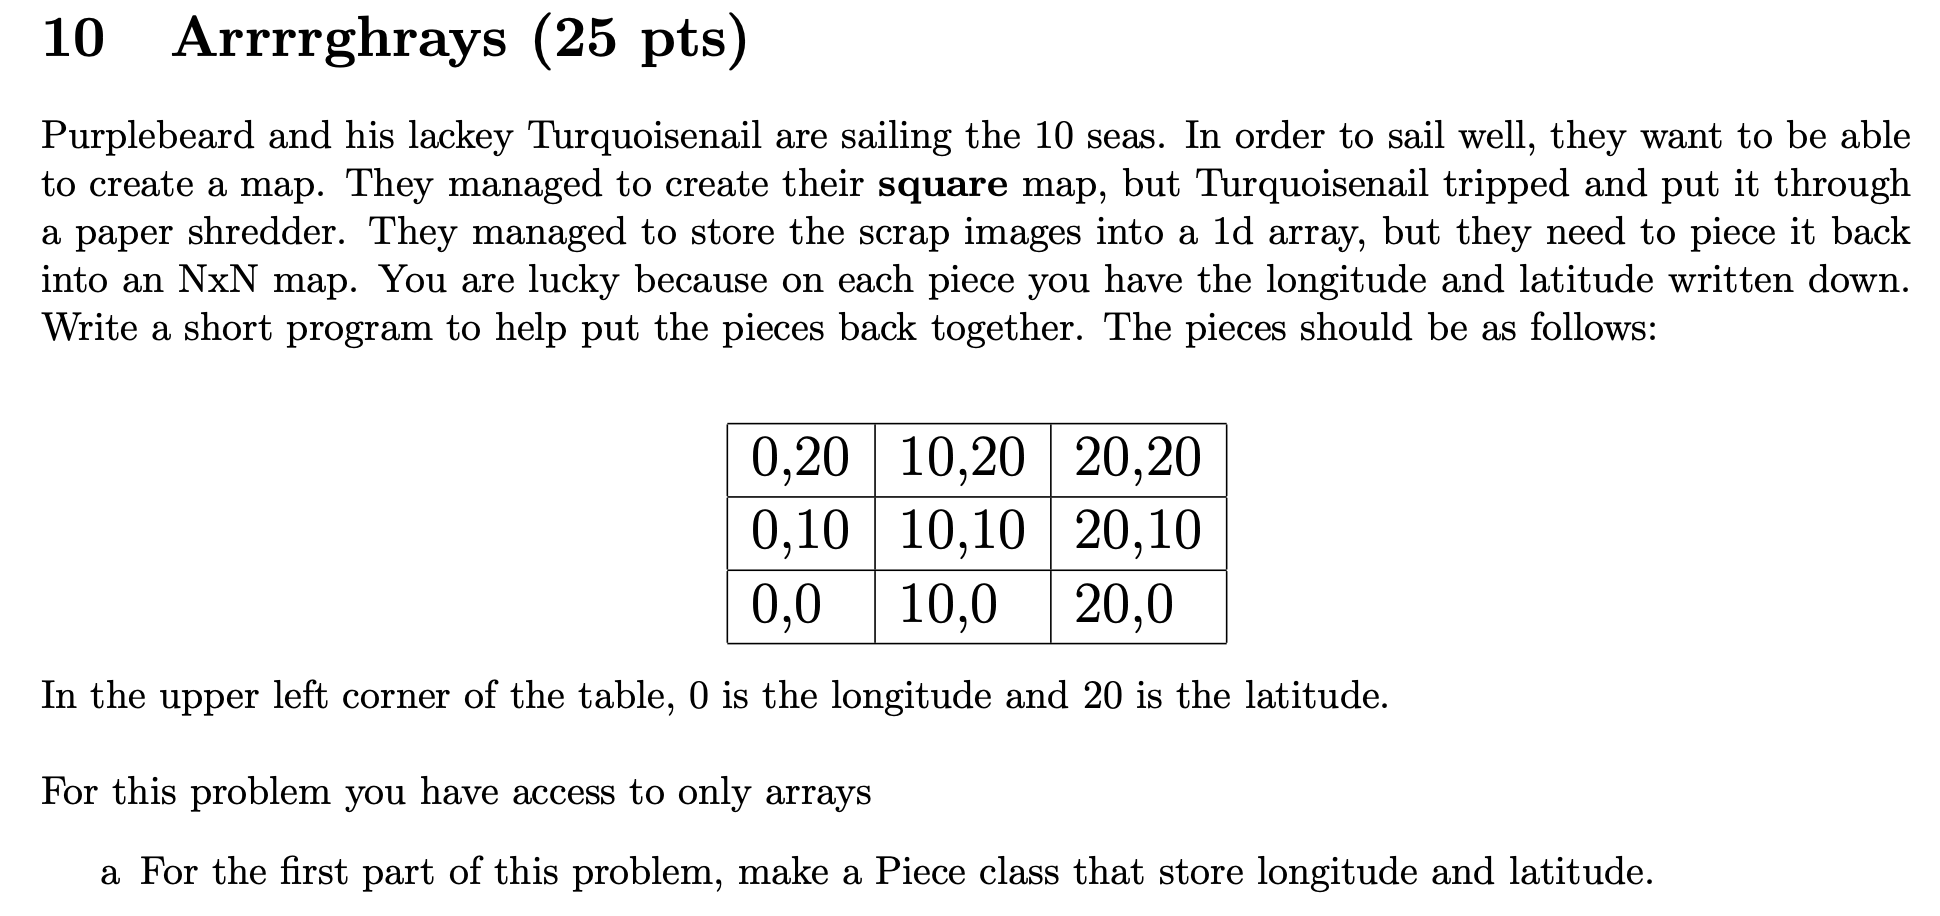 10 Arrrrghrays (25 pts)
Purplebeard and his lackey Turquoisenail are sailing the 10 seas. In order to sail well, they want to be able
to create a map. They managed to create their square map, but Turquoisenail tripped and put it through
a paper shredder. They managed to store the scrap images into a 1d array, but they need to piece it back
into an NxN map. You are lucky because on each piece you have the longitude and latitude written down.
Write a short program to help put the pieces back together. The pieces should be as follows:
0,20 10,20 20,20
0,10 10,10 20,10
0,0 10,0 20,0
In the upper left corner of the table, 0 is the longitude and 20 is the latitude.
For this problem you have access to only arrays
a For the first part of this problem, make a Piece class that store longitude and latitude.